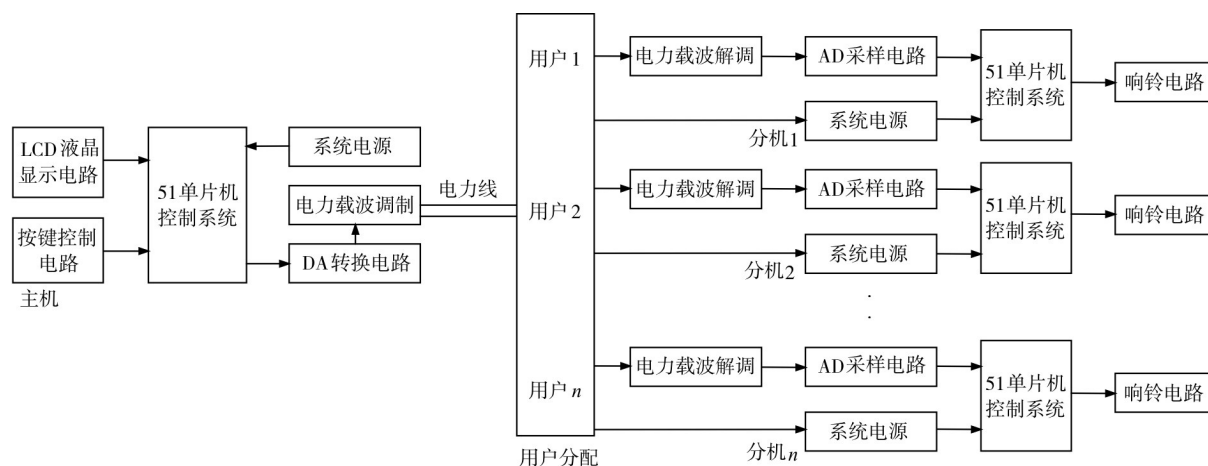 LCD液晶
显示电路
按键控制
电路
主机
51单片机
控制系统
系统电源
电力载波调制
DA转换电路
电力线
用户1
用户2
用户n
用户分配
电力载波解调
AD采样电路
51单片机
控制系统
响铃电路
分机1
系统电源
电力载波解调
AD采样电路
51单片机
控制系统
响铃电路
分机2
系统电源
电力载波解调
AD采样电路
51单片机
控制系统
响铃电路
分机n
系统电源